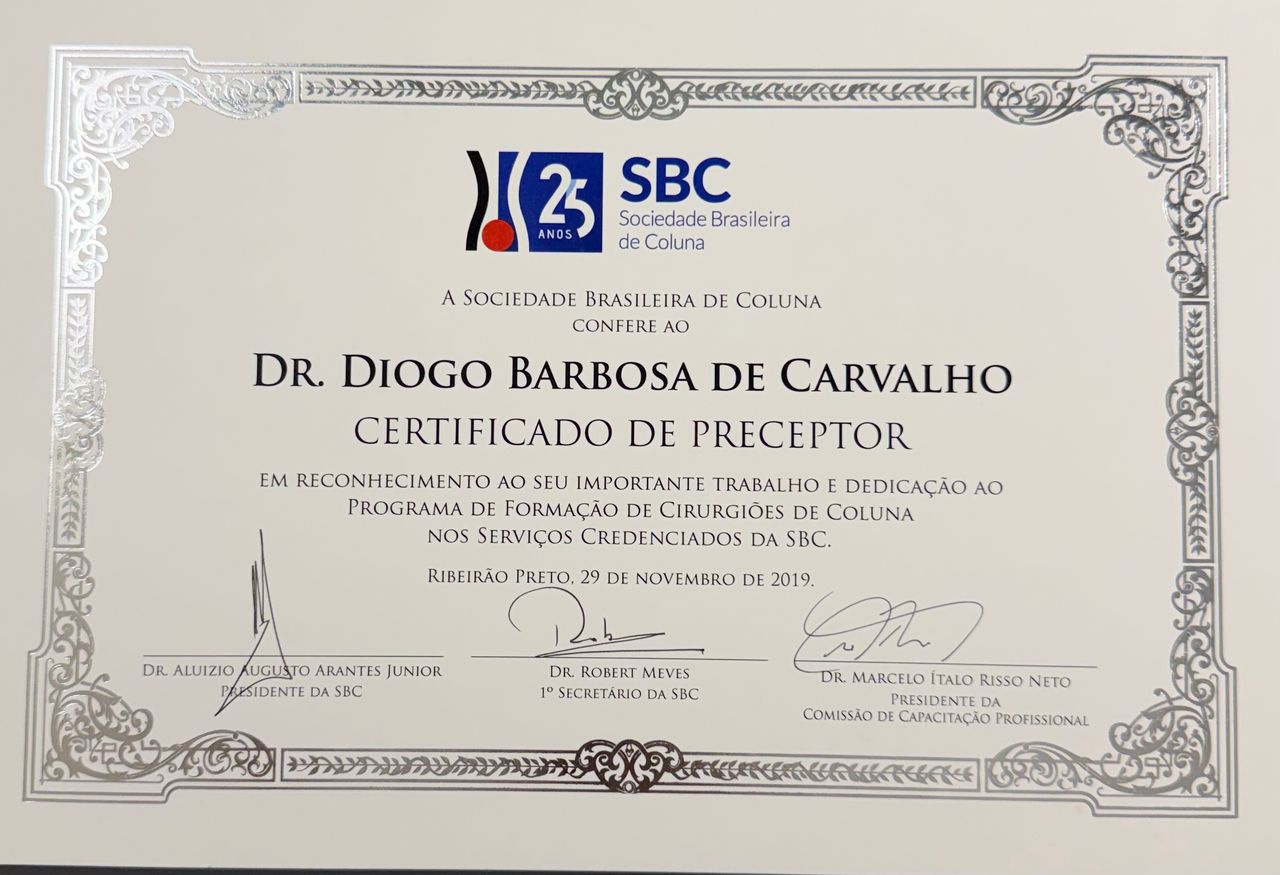 25
ANOS
SBC
Sociedade Brasileira
de Coluna
A Sociedade Brasileira de Coluna
confere ao
Dr. Diogo Barbosa de Carvalho
CERTIFICADO DE PRECEPTOR
em reconhecimento ao seu importante trabalho e dedicação ao
Programa de Formação de Cirurgiões de Coluna
nos Serviços Credenciados da SBC.
Ribeirão Preto, 29 de novembro de 2019.
Dr. Aluizio Augusto Arantes Junior
Presidente da SBC
Dr. Robert Meves
1º Secretário da SBC
Dr. Marcelo Ítalo Risso Neto
Presidente da
Comissão de Capacitação Profissional